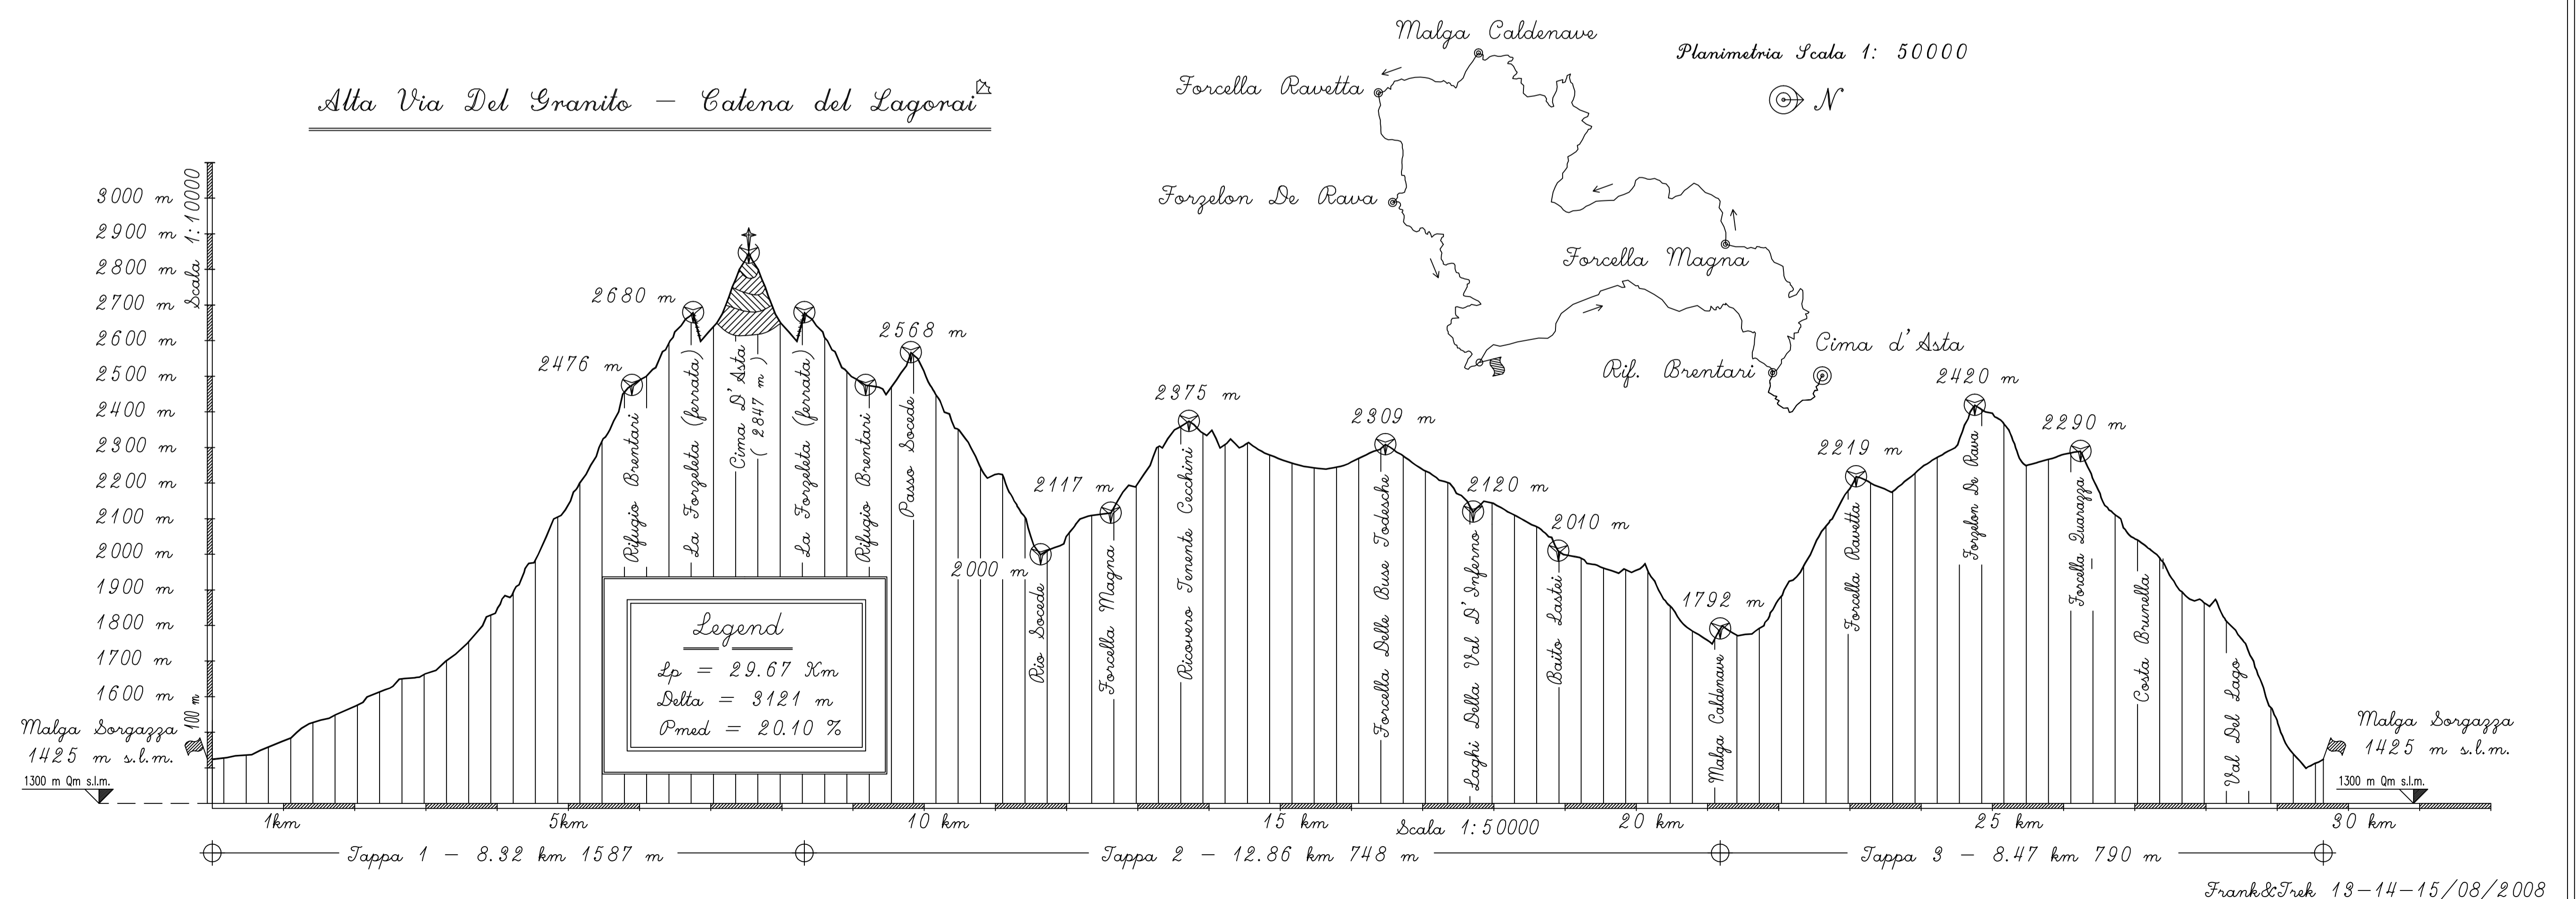 Alta Via Del Granito - Catena del Lagorai
Malga Caldenave
Planimetria Scala 1: 50000
Forcella Ravetta
N
Forzelon De Rava
Forcella Magna
Cima d'Asta
Rif. Brentari
Scala 1:10000
3000 m
2900 m
2800 m
2700 m
2600 m
2500 m
2400 m
2300 m
2200 m
2100 m
2000 m
1900 m
1800 m
1700 m
1600 m
100 m
Malga Sorgazza
1425 m s.l.m.
1300 m Qm s.l.m.
2476 m
Rifugio Brentari
2680 m
La Forzeleta (ferrata)
Cima D'Asta
( 2847 m )
La Forzeleta (ferrata)
Rifugio Brentari
2568 m
Passo Socede
2000 m
Rio Socede
2117 m
Forcella Magna
2375 m
Ricovero Tenente Cecchini
2309 m
Forcella Delle Buse Todesche
2120 m
Laghi Della Val D'Inferno
2010 m
Baito Lastei
1792 m
Malga Caldenave
2219 m
Forcella Ravetta
2420 m
Forzelon De Rava
2290 m
Forcella Quarazza
Costa Brunella
Val Del Lago
Malga Sorgazza
1425 m s.l.m.
1300 m Qm s.l.m.
Legend
Lp = 29.67 Km
Delta = 3121 m
Pmed = 20.10 %
1km
5km
10 km
15 km
Scala 1:50000
20 km
25 km
30 km
Tappa 1 - 8.32 km 1587 m
Tappa 2 - 12.86 km 748 m
Tappa 3 - 8.47 km 790 m
Frank&Trek 13-14-15/08/2008